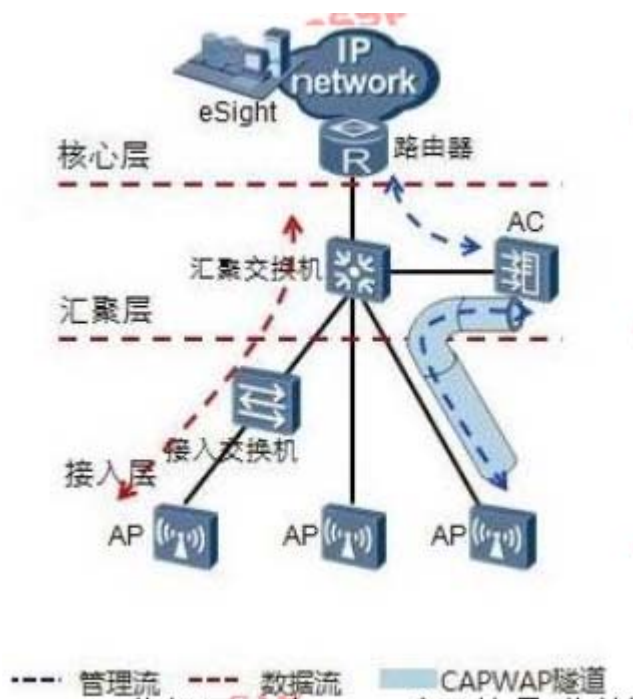 IP
network
eSight
R
路由器
核心层
AC
汇聚交换机
汇聚层
接入交换机
接入层
AP
AP
AP
管理流
数据流
CAPWAP隧道